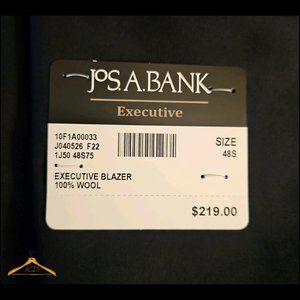 JOS.A.BANK
Executive
10F1A00033
J040526 F22
1J50 48S75
SIZE
48S
EXECUTIVE BLAZER
100% WOOL
$219.00